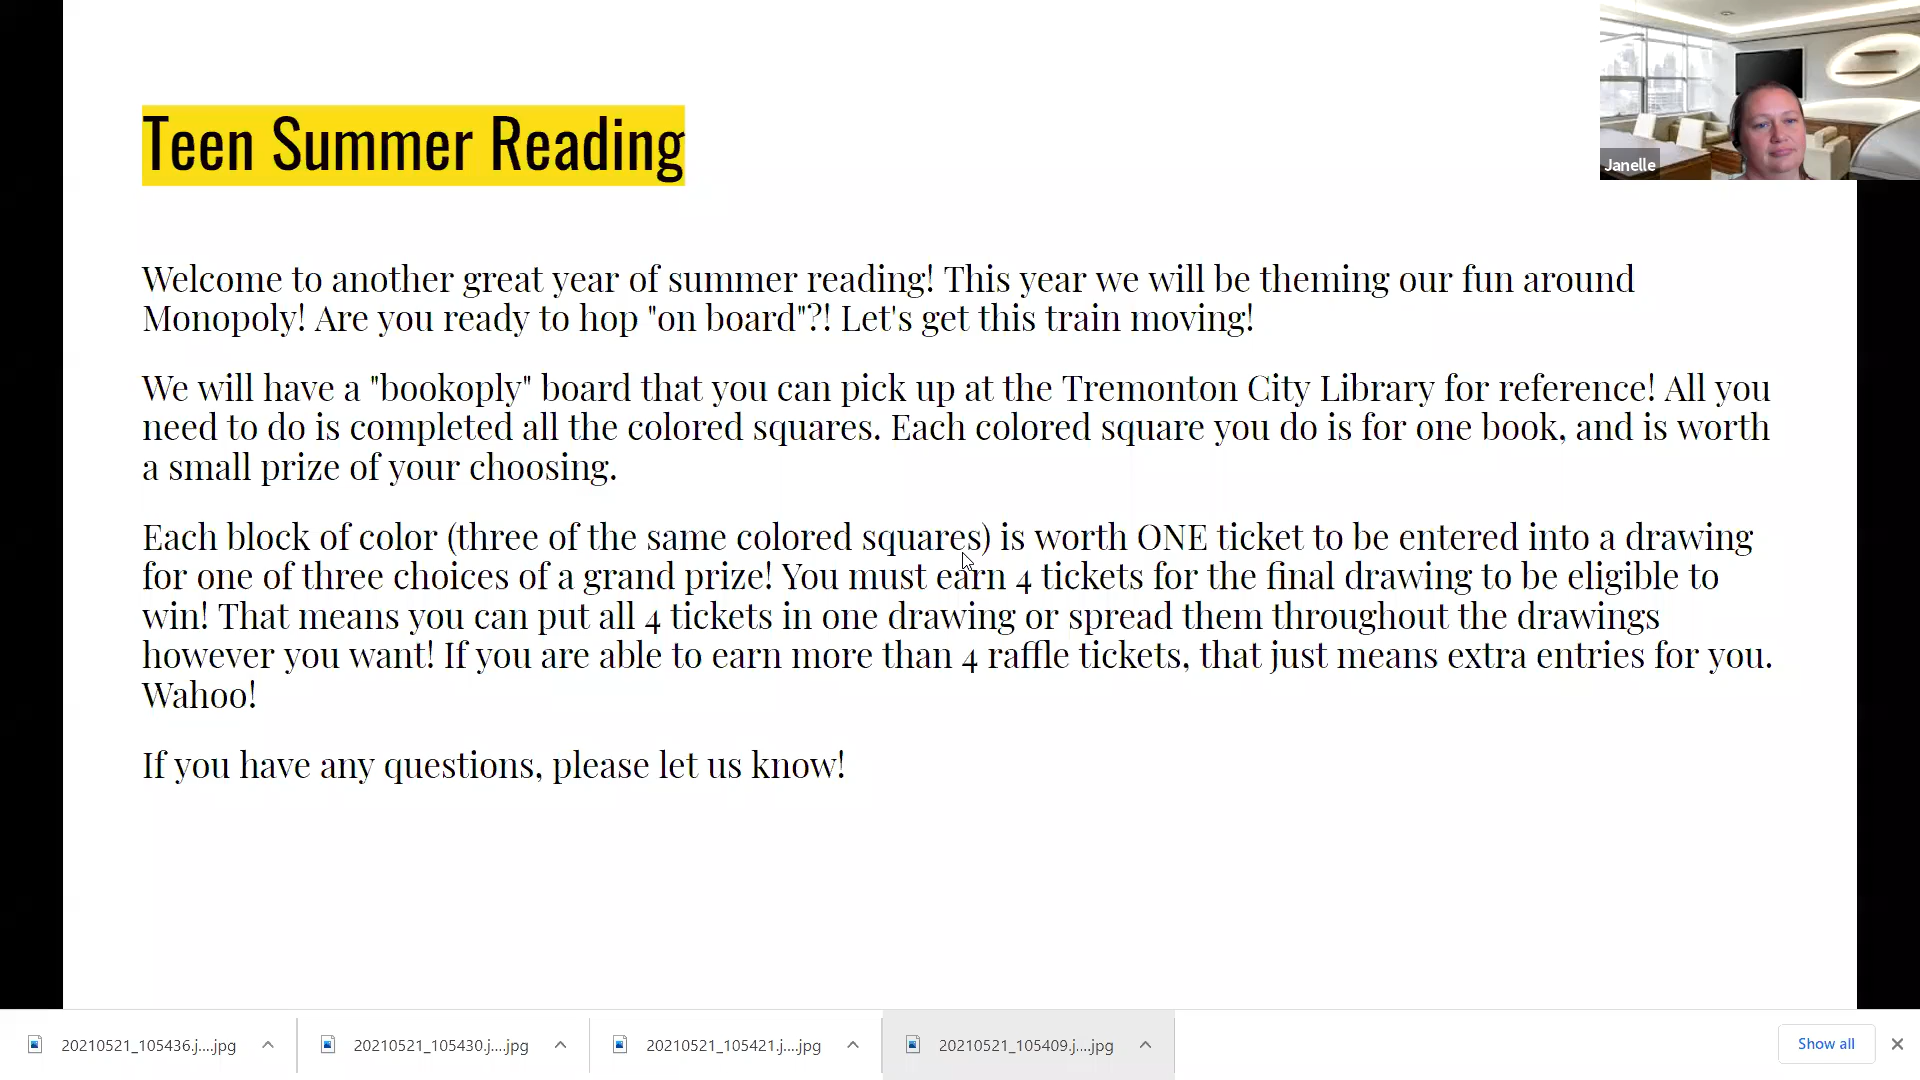 Teen Summer Reading
Janelle
Welcome to another great year of summer reading! This year we will be theming our fun around
Monopoly! Are you ready to hop "on board"?! Let's get this train moving!
We will have a "bookoply" board that you can pick up at the Tremonton City Library for reference! All you
need to do is completed all the colored squares. Each colored square you do is for one book, and is worth
a small prize of your choosing.
Each block of color (three of the same colored squares) is worth ONE ticket to be entered into a drawing
for one of three choices of a grand prize! You must earn 4 tickets for the final drawing to be eligible to
win! That means you can put all 4 tickets in one drawing or spread them throughout the drawings
however you want! If you are able to earn more than 4 raffle tickets, that just means extra entries for you.
Wahoo!
If you have any questions, please let us know!
20210521_105436.j....jpg
20210521_105430.j....jpg
20210521_105421.j....jpg
20210521_105409.j....jpg
Show all